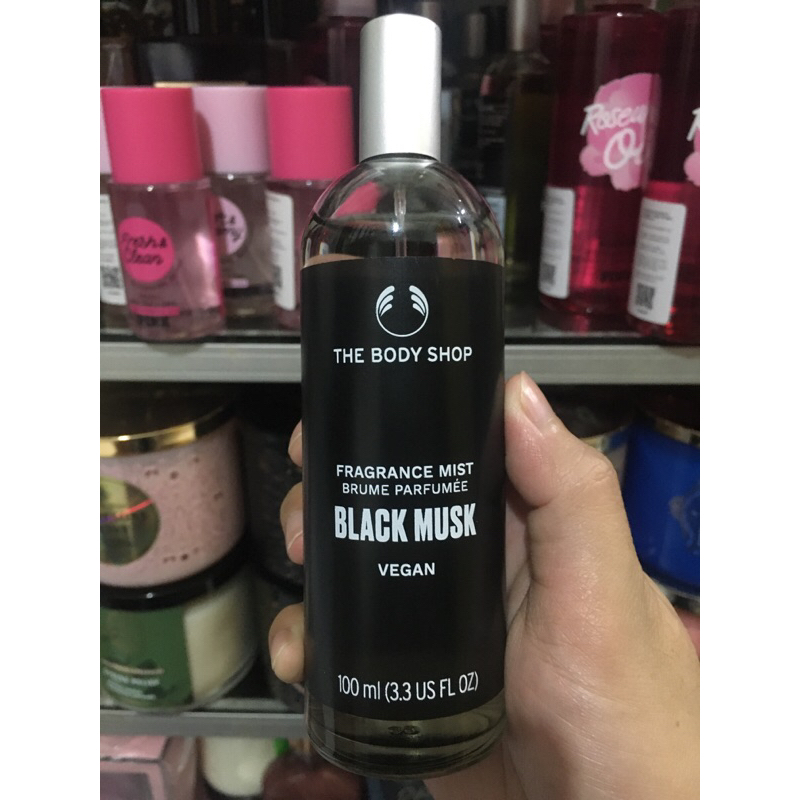 THE BODY SHOP
FRAGRANCE MIST
BRUME PARFUMÉE
BLACK MUSK
VEGAN
100 ml (3.3 US FL OZ)
Fresh &
Clean